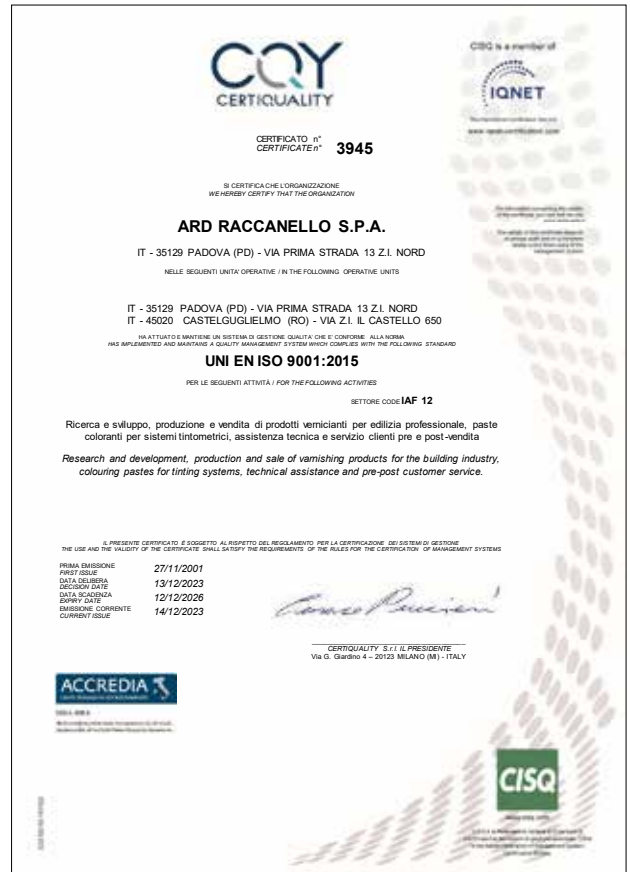 CQY
CERTIQUALITY
CISQ is a member of
IQNET
CERTIFICATO n°
CERTIFICATE n° 3945
SI CERTIFICA CHE L'ORGANIZZAZIONE
WE HEREBY CERTIFY THAT THE ORGANIZATION
ARD RACCANELLO S.P.A.
IT - 35129 PADOVA (PD) - VIA PRIMA STRADA 13 Z.I. NORD
NELLE SEGUENTI UNITA' OPERATIVE / IN THE FOLLOWING OPERATIVE UNITS
IT - 35129 PADOVA (PD) - VIA PRIMA STRADA 13 Z.I. NORD
IT - 45020 CASTELGUGLIELMO (RO) - VIA Z.I. IL CASTELLO 650
HA ATTUATO E MANTIENE UN SISTEMA DI GESTIONE QUALITA' CHE E' CONFORME ALLA NORMA
HAS IMPLEMENTED AND MAINTAINS A QUALITY MANAGEMENT SYSTEM WHICH COMPLIES WITH THE FOLLOWING STANDARD
UNI EN ISO 9001:2015
PER LE SEGUENTI ATTIVITÀ / FOR THE FOLLOWING ACTIVITIES
SETTORE CODE IAF 12
Ricerca e sviluppo, produzione e vendita di prodotti vernicianti per edilizia professionale, paste
coloranti per sistemi tintometrici, assistenza tecnica e servizio clienti pre e post-vendita
Research and development, production and sale of varnishing products for the building industry,
colouring pastes for tinting systems, technical assistance and pre-post customer service.
IL PRESENTE CERTIFICATO È SOGGETTO AL RISPETTO DEL REGOLAMENTO PER LA CERTIFICAZIONE DEI SISTEMI DI GESTIONE
THE USE AND THE VALIDITY OF THE CERTIFICATE SHALL SATISFY THE REQUIREMENTS OF THE RULES FOR THE CERTIFICATION OF MANAGEMENT SYSTEMS
PRIMA EMISSIONE
FIRST ISSUE 27/11/2001
DATA DELIBERA
DECISION DATE 13/12/2023
DATA SCADENZA
EXPIRY DATE 12/12/2026
EMISSIONE CORRENTE
CURRENT ISSUE 14/12/2023
CERTIQUALITY S.r.l. IL PRESIDENTE
Via G. Giardino 4 – 20123 MILANO (MI) - ITALY
ACCREDIA
CISQ